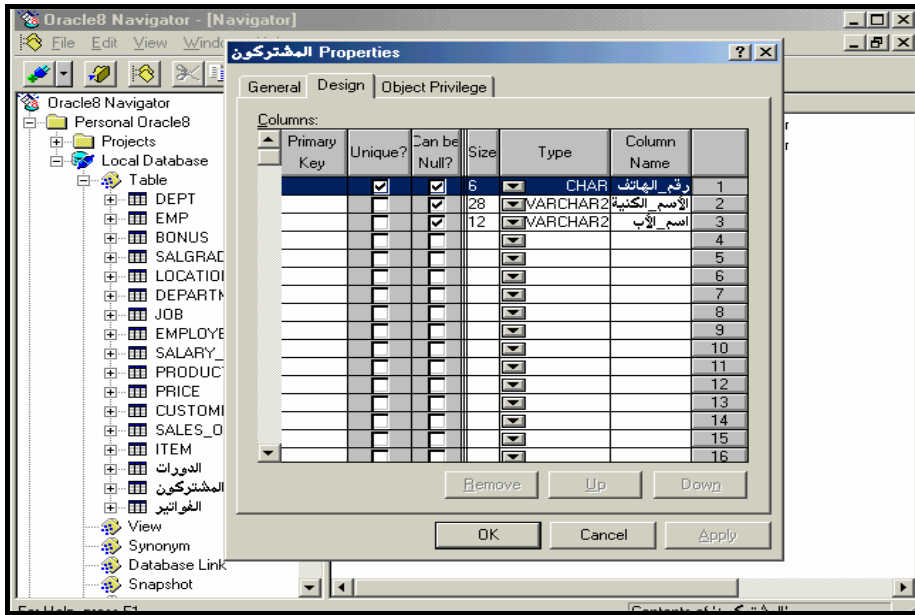 Oracle8 Navigator - [Navigator]
File Edit View
المشتركون Properties
General Design Object Privilege
Columns:
Primary Key Unique? Can be Null? Size Type Column Name
6 CHAR رقم_الهاتف 1
28 VARCHAR2 الأسم_الكنية 2
12 VARCHAR2 اسم_الأب 3
4
5
6
7
8
9
10
11
12
13
14
15
16
Remove Up Down
OK Cancel Apply
Oracle8 Navigator
Personal Oracle8
Projects
Local Database
Table
DEPT
EMP
BONUS
SALGRAD
LOCATIO
DEPARTM
JOB
EMPLOYE
SALARY_
PRODUC
PRICE
CUSTOM
SALES_O
ITEM
الدورات
المشتركون
الفواتير
View
Synonym
Database Link
Snapshot